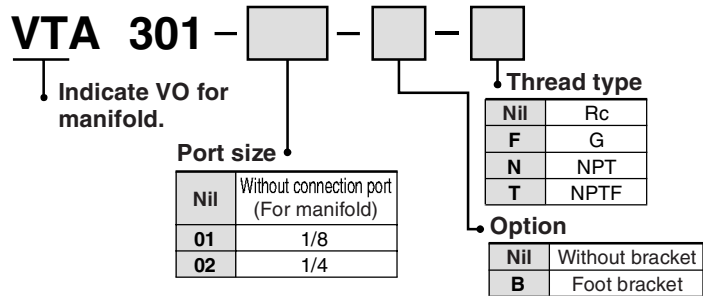 VTA 301 – – –
Indicate VO for
manifold.
Thread type
Nil Rc
F G
N NPT
T NPTF
Port size
Nil Without connection port
(For manifold)
01 1/8
02 1/4
Option
Nil Without bracket
B Foot bracket